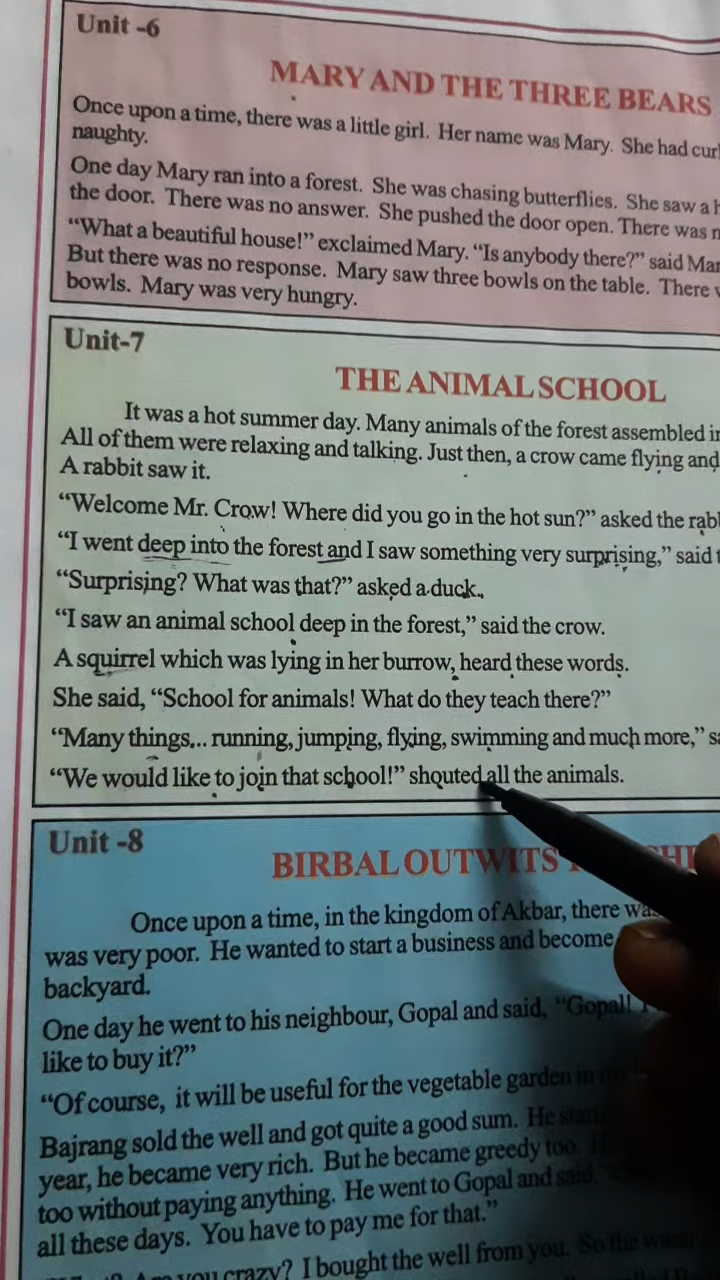 Unit -6
MARY AND THE THREE BEARS
Once upon a time, there was a little girl. Her name was Mary. She had
naughty.
One day Mary ran into a forest. She was chasing butterflies. She saw a
the door. There was no answer. She pushed the door open. There was
“What a beautiful house!” exclaimed Mary. “Is anybody there?” said
But there was no response. Mary saw three bowls on the table. There
bowls. Mary was very hungry.
Unit-7
THE ANIMAL SCHOOL
It was a hot summer day. Many animals of the forest assembled
All of them were relaxing and talking. Just then, a crow came flying and
A rabbit saw it.
“Welcome Mr. Crow! Where did you go in the hot sun?” asked the
“I went deep into the forest and I saw something very surprising,” said
“Surprising? What was that?” asked a duck.
“I saw an animal school deep in the forest,” said the crow.
A squirrel which was lying in her burrow, heard these words.
She said, “School for animals! What do they teach there?”
“Many things... running, jumping, flying, swimming and much more,”
“We would like to join that school!” shouted all the animals.
Unit -8
BIRBAL OUTWITS
Once upon a time, in the kingdom of Akbar, there
was very poor. He wanted to start a business and become
backyard.
One day he went to his neighbour, Gopal and said, “Gopal!
like to buy it?”
“Of course, it will be useful for the vegetable garden in
Bajrang sold the well and got quite a good sum. He
year, he became very rich. But he became greedy too.
too without paying anything. He went to Gopal and said,
all these days. You have to pay me for that.”
you crazy? I bought the well from you. So the water